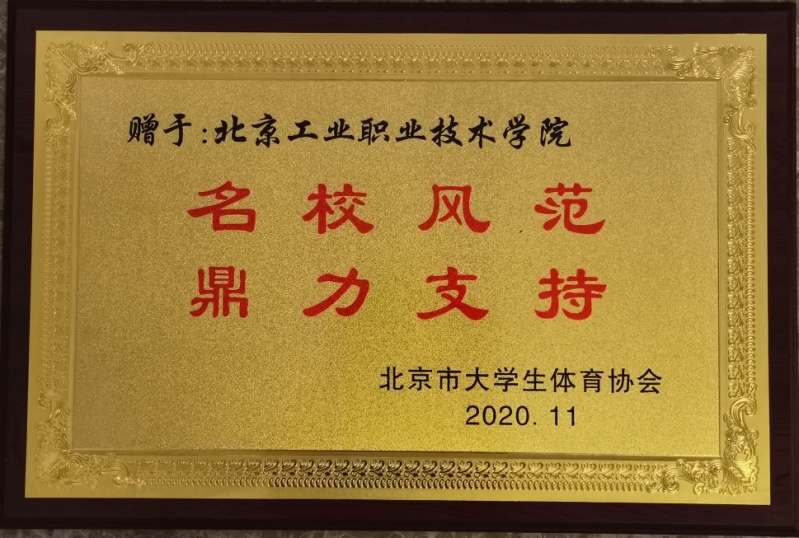 赠于:北京工业职业技术学院
名校风范
鼎力支持
北京市大学生体育协会
2020.11